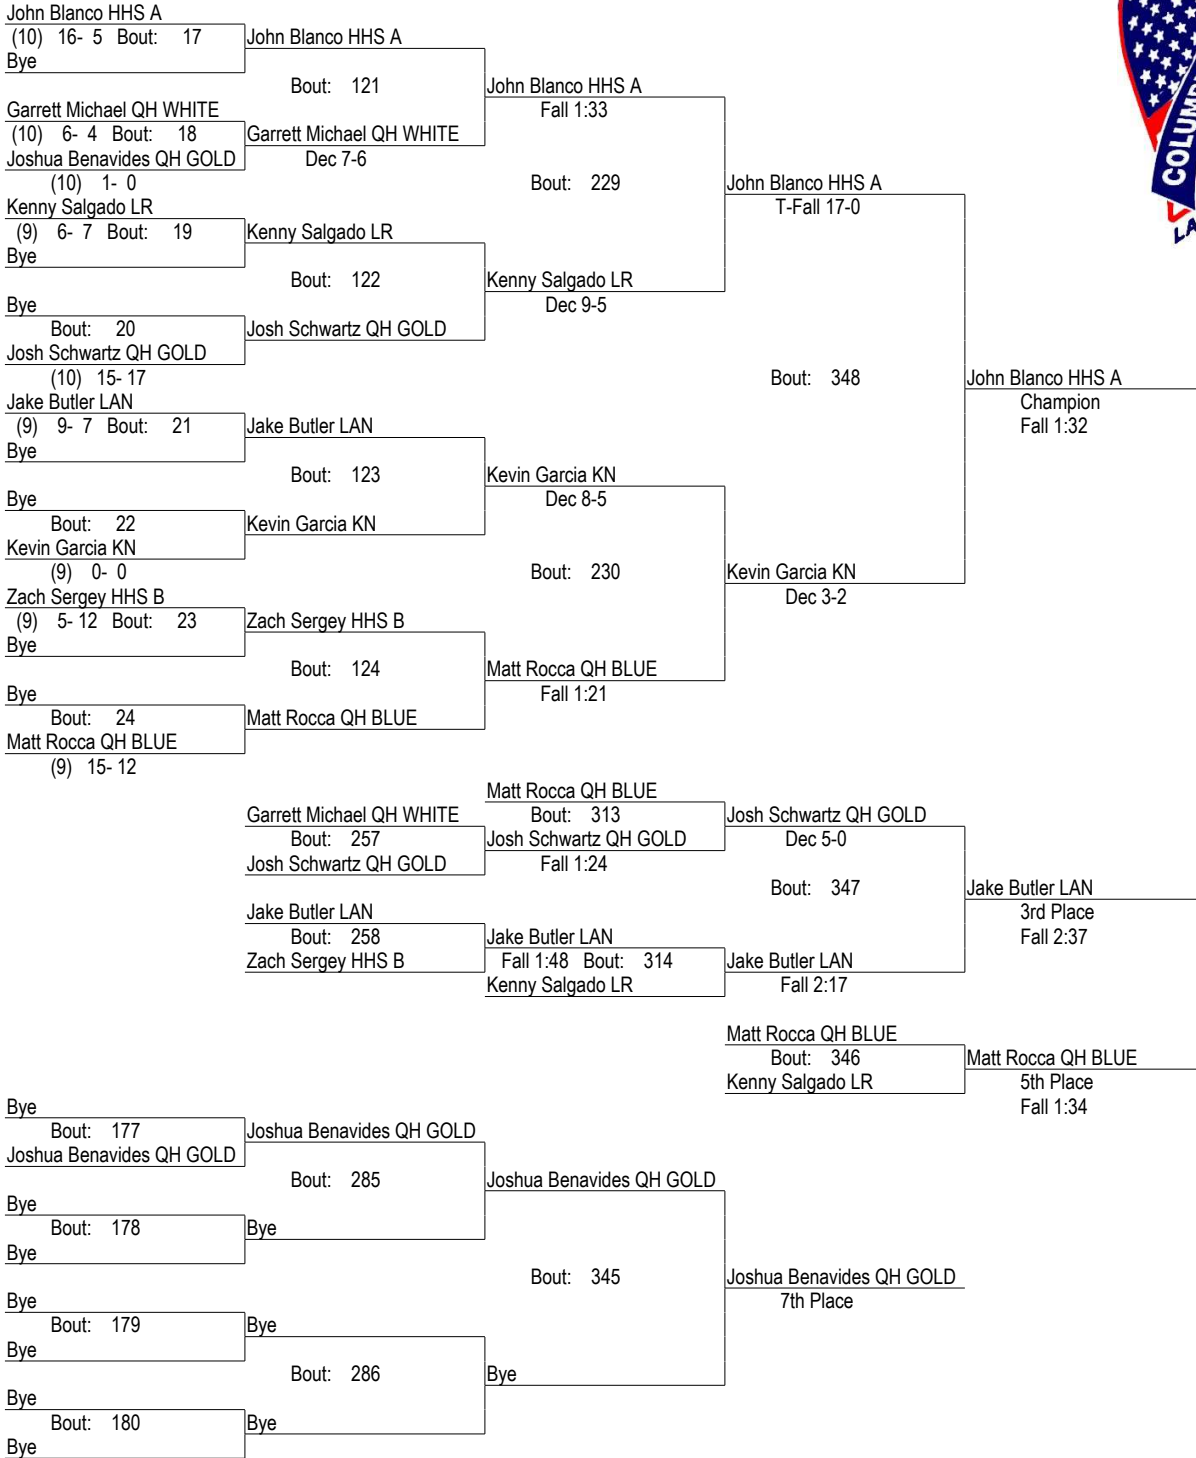 John Blanco HHS A
(10) 16- 5 Bout: 17
John Blanco HHS A
Bye
Bout: 121
John Blanco HHS A
Fall 1:33
Garrett Michael QH WHITE
(10) 6- 4 Bout: 18
Garrett Michael QH WHITE
Joshua Benavides QH GOLD
Dec 7-6
(10) 1- 0
Bout: 229
John Blanco HHS A
T-Fall 17-0
Kenny Salgado LR
(9) 6- 7 Bout: 19
Kenny Salgado LR
Bye
Bout: 122
Kenny Salgado LR
Dec 9-5
Bye
Bout: 20
Josh Schwartz QH GOLD
Josh Schwartz QH GOLD
(10) 15- 17
Bout: 348
John Blanco HHS A
Champion
Fall 1:32
Jake Butler LAN
(9) 9- 7 Bout: 21
Jake Butler LAN
Bye
Bout: 123
Kevin Garcia KN
Dec 8-5
Bye
Bout: 22
Kevin Garcia KN
Kevin Garcia KN
(9) 0- 0
Bout: 230
Kevin Garcia KN
Dec 3-2
Zach Sergey HHS B
(9) 5- 12 Bout: 23
Zach Sergey HHS B
Bye
Bout: 124
Matt Rocca QH BLUE
Fall 1:21
Bye
Bout: 24
Matt Rocca QH BLUE
Matt Rocca QH BLUE
(9) 15- 12
Matt Rocca QH BLUE
Garrett Michael QH WHITE
Bout: 313
Josh Schwartz QH GOLD
Bout: 257
Josh Schwartz QH GOLD
Dec 5-0
Josh Schwartz QH GOLD
Fall 1:24
Bout: 347
Jake Butler LAN
3rd Place
Fall 2:37
Jake Butler LAN
Bout: 258
Jake Butler LAN
Zach Sergey HHS B
Fall 1:48 Bout: 314
Jake Butler LAN
Kenny Salgado LR
Fall 2:17
Matt Rocca QH BLUE
Bout: 346
Matt Rocca QH BLUE
Kenny Salgado LR
5th Place
Fall 1:34
Bye
Bout: 177
Joshua Benavides QH GOLD
Joshua Benavides QH GOLD
Bout: 285
Joshua Benavides QH GOLD
Bye
Bout: 178
Bye
Bye
Bout: 345
Joshua Benavides QH GOLD
7th Place
Bye
Bout: 179
Bye
Bye
Bout: 286
Bye
Bye
Bout: 180
Bye
Bye